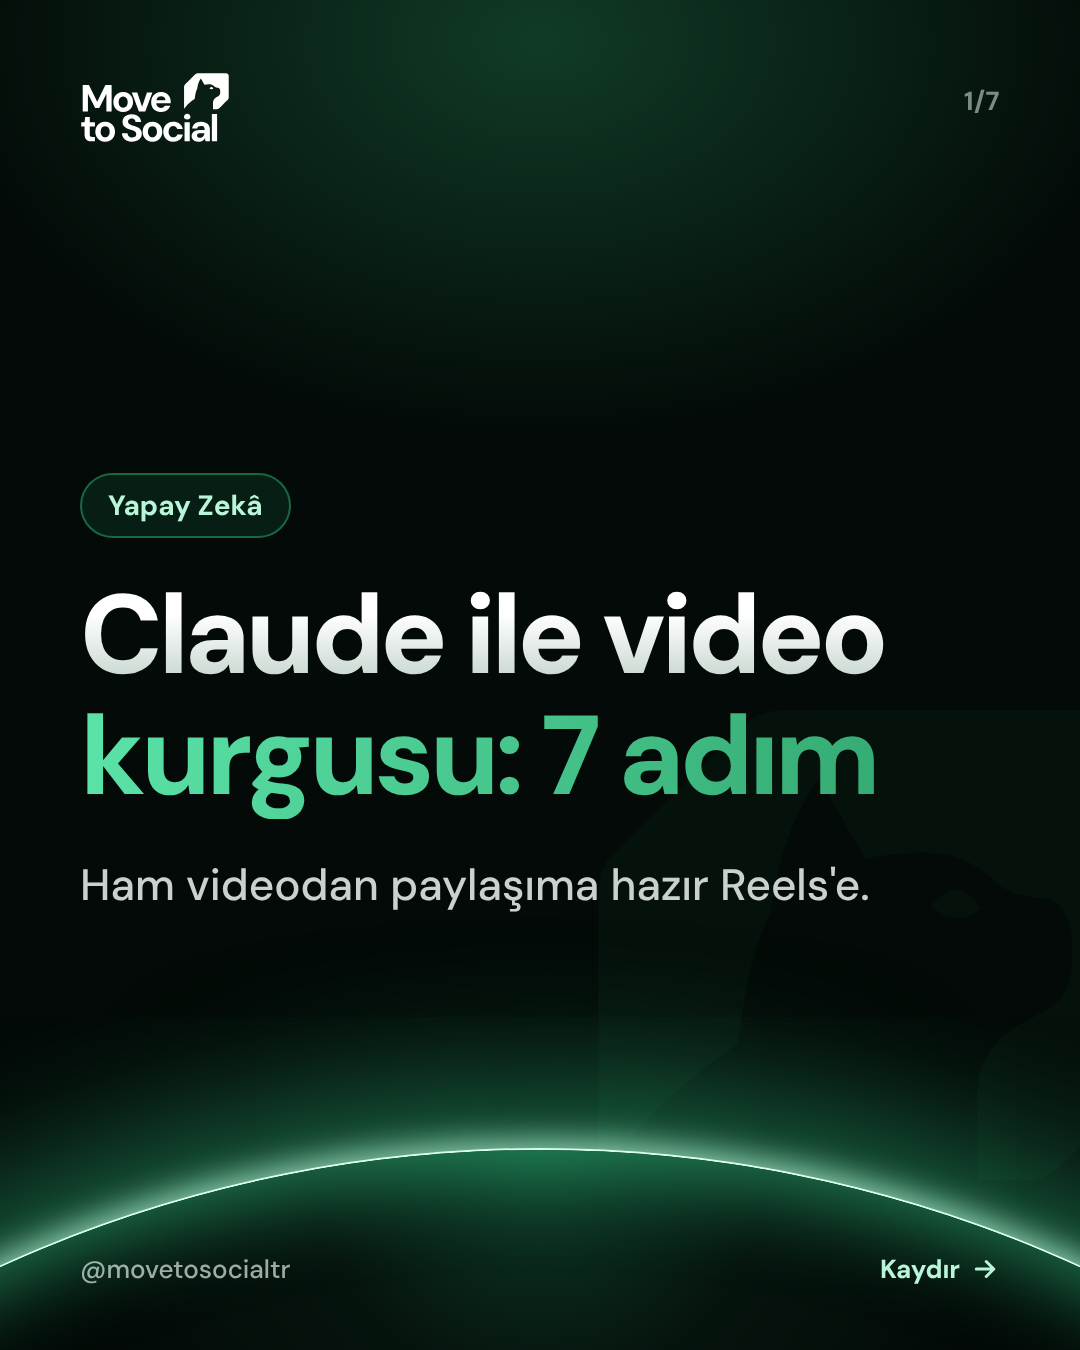 Move
to Social
1/7
Yapay Zekâ
Claude ile video
kurgusu: 7 adım
Ham videodan paylaşıma hazır Reels'e.
@movetosocialtr
Kaydır →